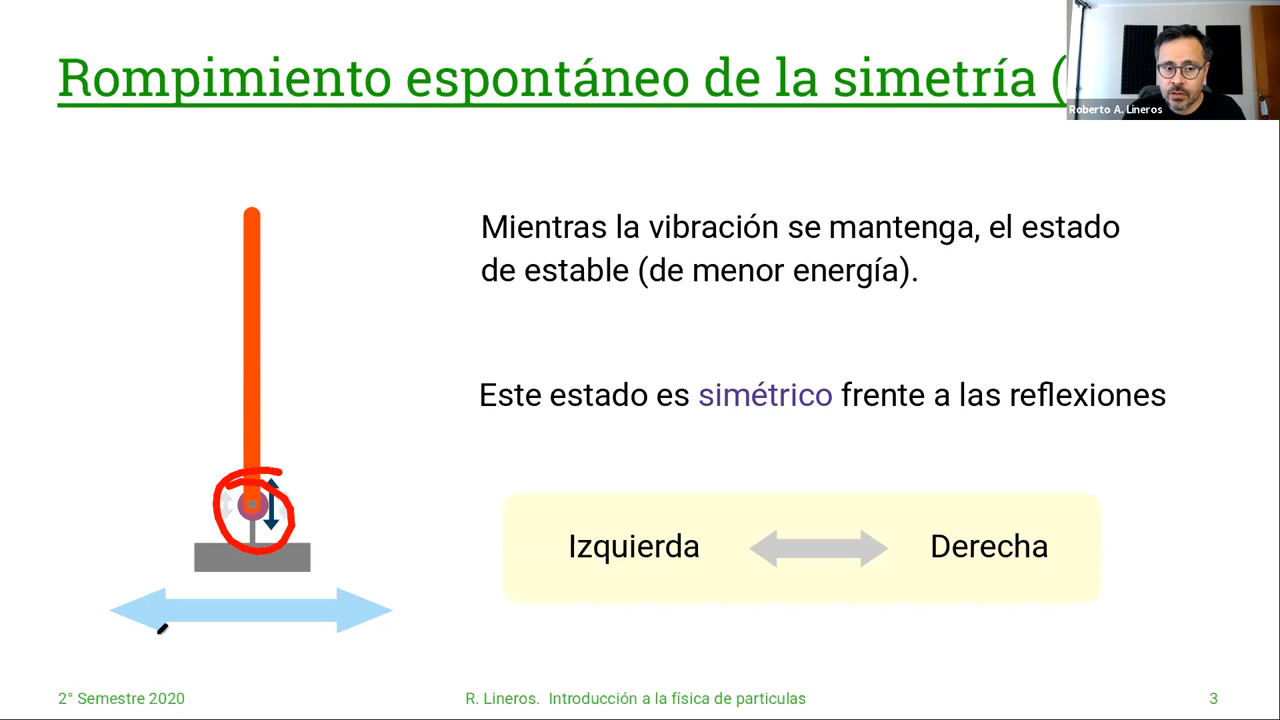 Rompimiento espontáneo de la simetría (
Roberto A. Lineros
Mientras la vibración se mantenga, el estado
de estable (de menor energía).
Este estado es simétrico frente a las reflexiones
Izquierda
Derecha
2° Semestre 2020
R. Lineros. Introducción a la física de particulas
3